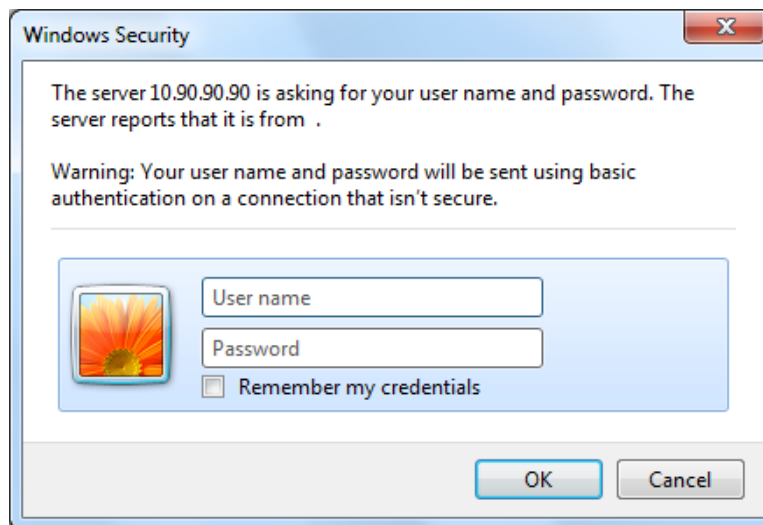 Windows Security
The server 10.90.90.90 is asking for your user name and password. The
server reports that it is from .
Warning: Your user name and password will be sent using basic
authentication on a connection that isn't secure.
User name
Password
Remember my credentials
OK
Cancel